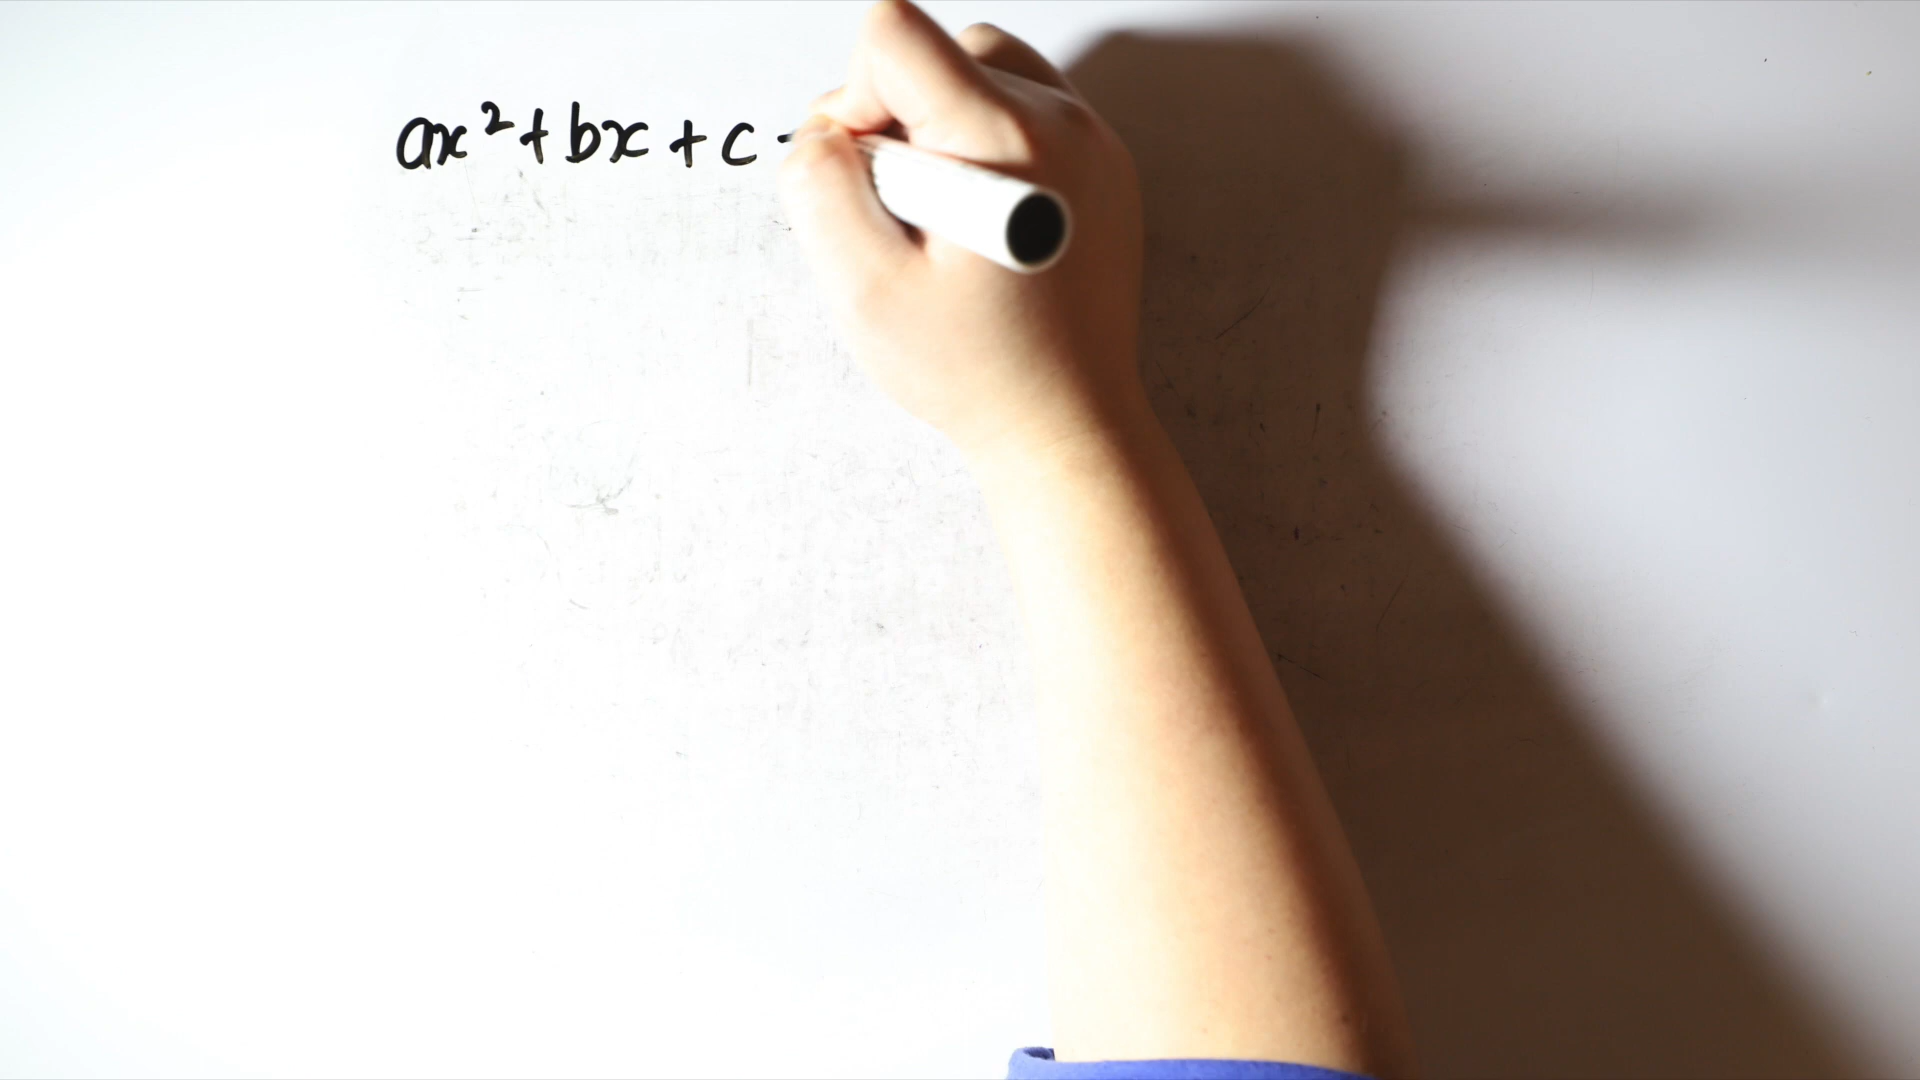 ax² + bx + c -